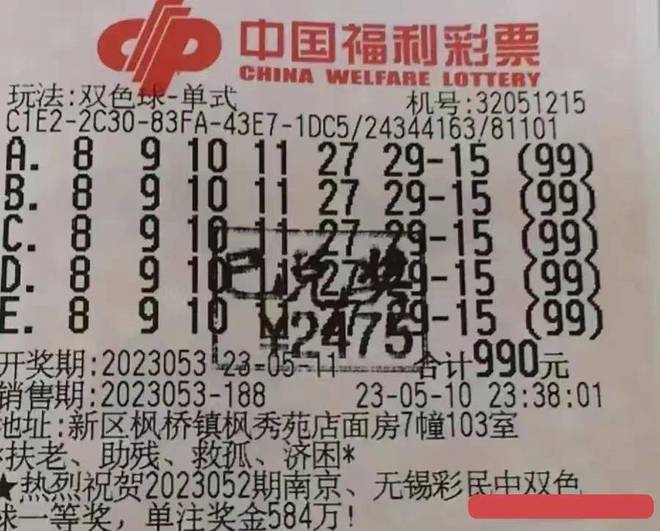 中国福利彩票
CHINA WELFARE LOTTERY
玩法:双色球-单式 机号:32051215
C1E2-2C30-83FA-43E7-1DC5/24344163/81101
A. 8 9 10 11 27 29-15 (99)
B. 8 9 10 11 27 29-15 (99)
C. 8 9 10 11 27 29-15 (99)
D. 8 9 10 11 27 29-15 (99)
E. 8 9 10 11 27 29-15 (99)
已兑奖
¥2475
开奖期:2023053 23-05-11 合计990元
销售期:2023053-188 23-05-10 23:38:01
地址:新区枫桥镇枫秀苑店面房7幢103室
*扶老、助残、救孤、济困*
★热烈祝贺2023052期南京、无锡彩民中双色
球一等奖，单注奖金584万!